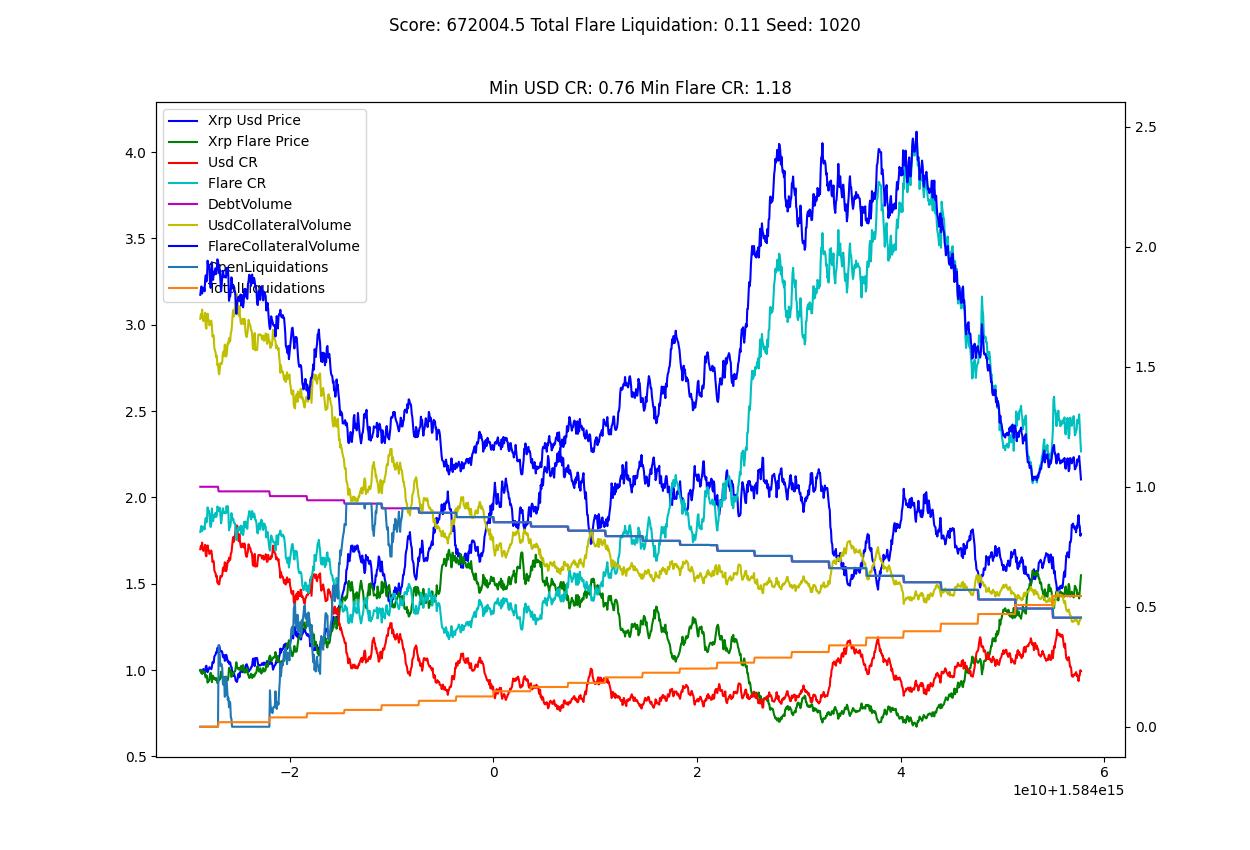 Score: 672004.5 Total Flare Liquidation: 0.11 Seed: 1020
Min USD CR: 0.76 Min Flare CR: 1.18
Xrp Usd Price
Xrp Flare Price
Usd CR
Flare CR
DebtVolume
UsdCollateralVolume
FlareCollateralVolume
OpenLiquidations
TotalLiquidations
4.0
3.5
3.0
2.5
2.0
1.5
1.0
0.5
2.5
2.0
1.5
1.0
0.5
0.0
−2
0
2
4
6
1e10+1.584e15